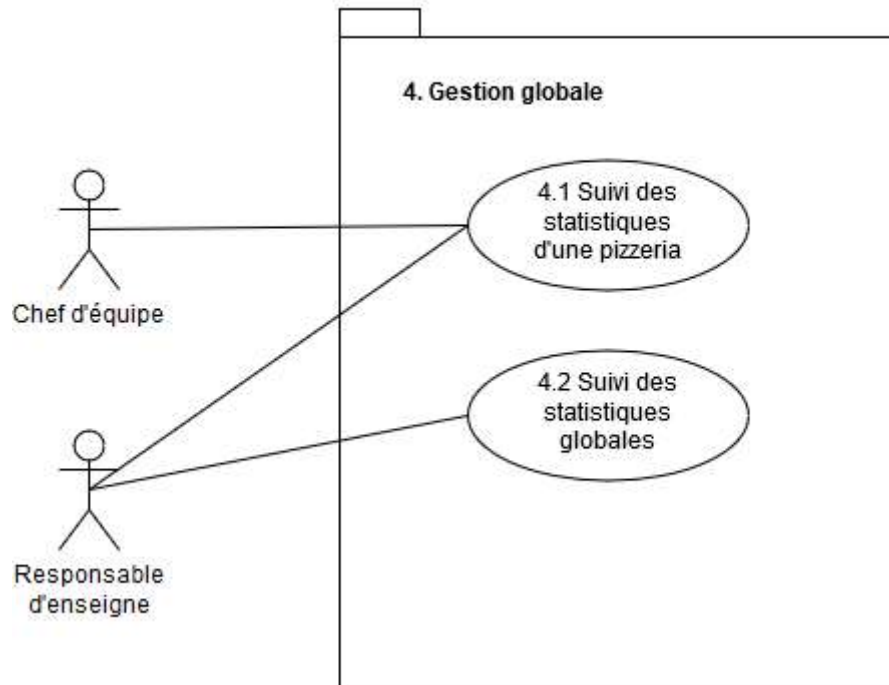 4. Gestion globale
4.1 Suivi des
statistiques
d'une pizzeria
Chef d'équipe
4.2 Suivi des
statistiques
globales
Responsable
d'enseigne